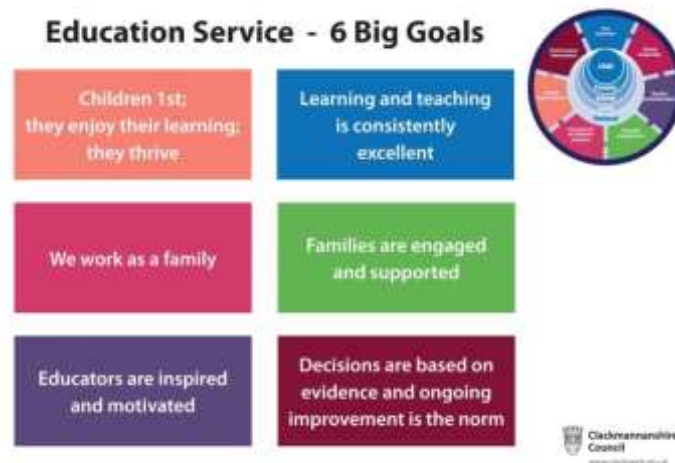 Education Service - 6 Big Goals
Children 1st;
they enjoy their learning;
they thrive
Learning and teaching
is consistently
excellent
We work as a family
Families are engaged
and supported
Educators are inspired
and motivated
Decisions are based on
evidence and ongoing
improvement is the norm
Clackmannanshire
Council